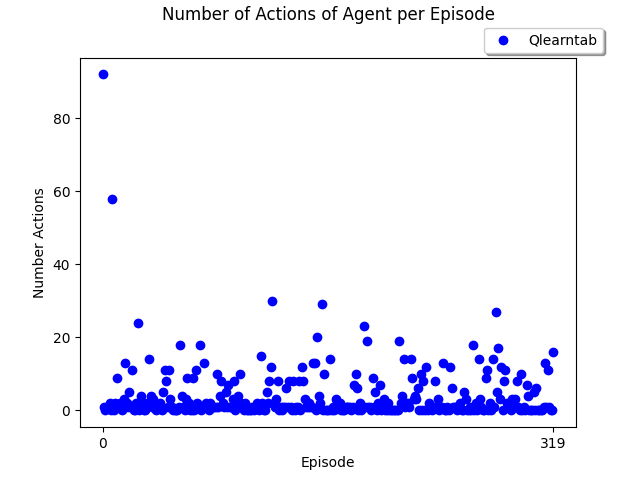 Number of Actions of Agent per Episode
Qlearntab
80
60
40
20
0
Number Actions
0 319
Episode